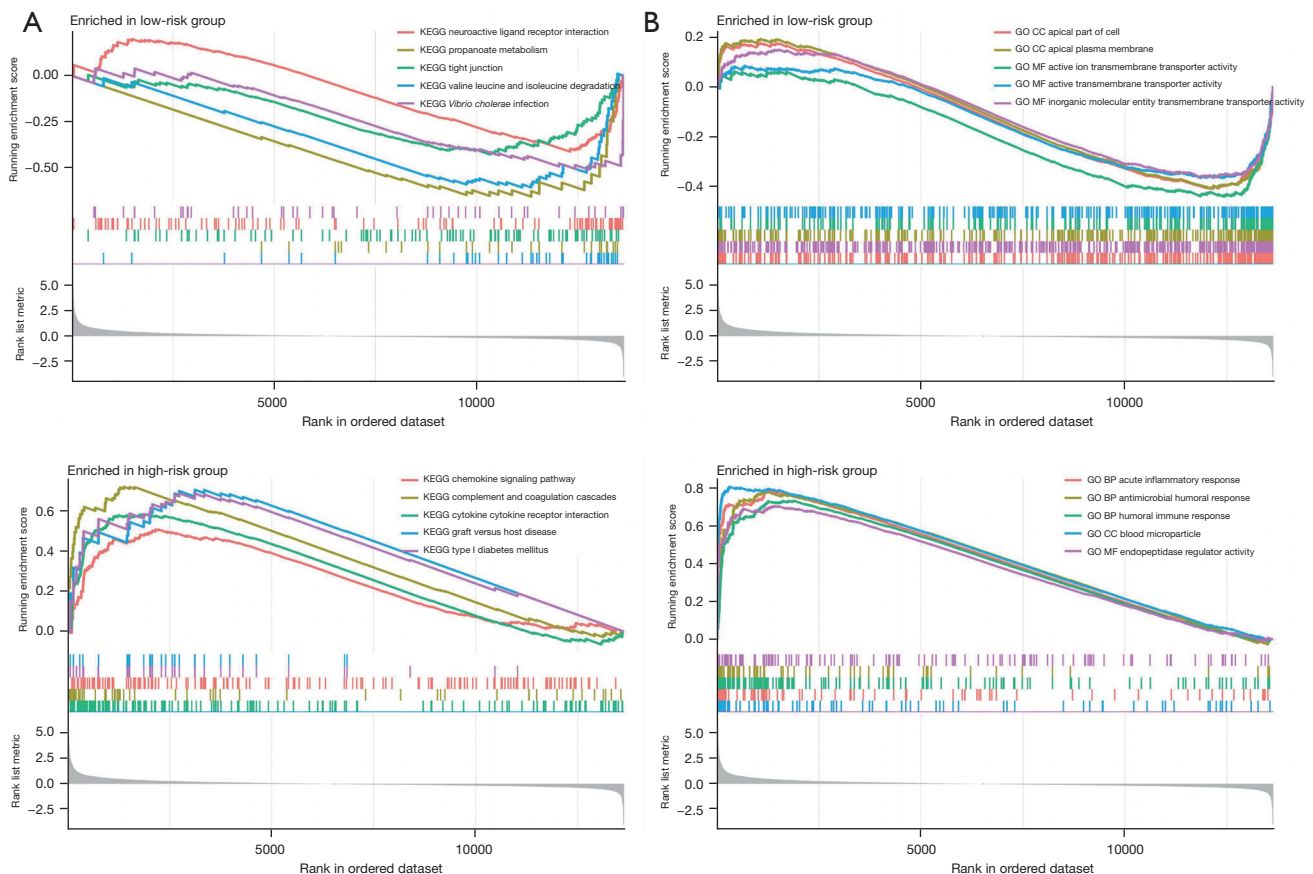 A
Enriched in low-risk group
KEGG neuroactive ligand receptor interaction
KEGG propanoate metabolism
KEGG tight junction
KEGG valine leucine and isoleucine degradation
KEGG Vibrio cholerae infection
Running enrichment score
0.00
−0.25
−0.50
Rank list metric
5.0
2.5
0.0
−2.5
5000
10000
Rank in ordered dataset
B
Enriched in low-risk group
GO CC apical part of cell
GO CC apical plasma membrane
GO MF active ion transmembrane transporter activity
GO MF active transmembrane transporter activity
GO MF inorganic molecular entity transmembrane transporter activity
Running enrichment score
0.2
0.0
−0.2
−0.4
Rank list metric
5.0
2.5
0.0
−2.5
5000
10000
Rank in ordered dataset
Enriched in high-risk group
KEGG chemokine signaling pathway
KEGG complement and coagulation cascades
KEGG cytokine cytokine receptor interaction
KEGG graft versus host disease
KEGG type I diabetes mellitus
Running enrichment score
0.6
0.4
0.2
0.0
Rank list metric
5.0
2.5
0.0
−2.5
5000
10000
Rank in ordered dataset
Enriched in high-risk group
GO BP acute inflammatory response
GO BP antimicrobial humoral response
GO BP humoral immune response
GO CC blood microparticle
GO MF endopeptidase regulator activity
Running enrichment score
0.8
0.6
0.4
0.2
0.0
Rank list metric
5.0
2.5
0.0
−2.5
5000
10000
Rank in ordered dataset